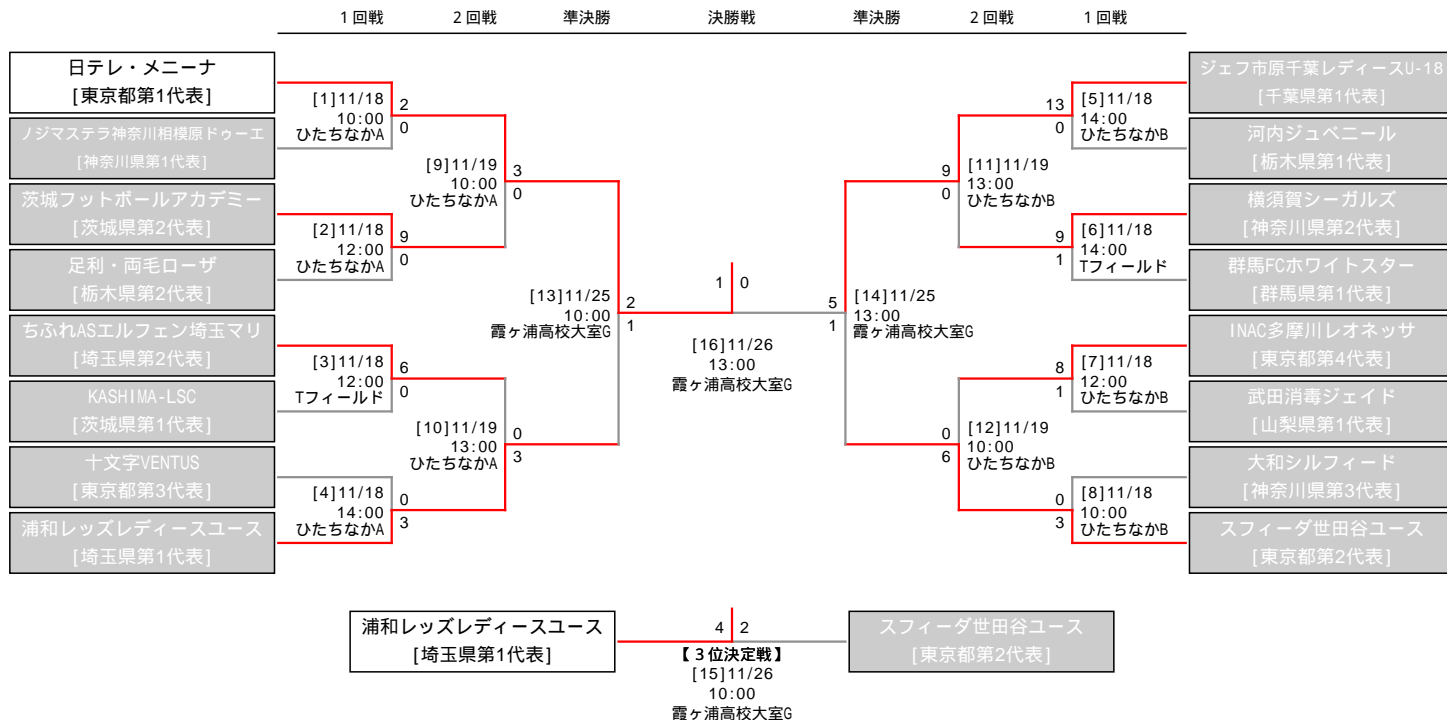 1回戦 2回戦 準決勝 決勝戦 準決勝 2回戦 1回戦
日テレ・メニーナ
[東京都第1代表]
ノジマステラ神奈川相模原ドゥーエ
[神奈川県第1代表]
茨城フットボールアカデミー
[茨城県第2代表]
足利・両毛ローザ
[栃木県第2代表]
ちふれASエルフェン埼玉マリ
[埼玉県第2代表]
KASHIMA-LSC
[茨城県第1代表]
十文字VENTUS
[東京都第3代表]
浦和レッズレディースユース
[埼玉県第1代表]
[1]11/18 2
10:00 0
ひたちなかA
[2]11/18 9
12:00 0
ひたちなかA
[3]11/18 6
12:00 0
Tフィールド
[4]11/18 0
14:00 3
ひたちなかA
[9]11/19 3
10:00 0
ひたちなかA
[10]11/19 0
13:00 3
ひたちなかA
[13]11/25 2
10:00 1
霞ヶ浦高校大室G
1 0
[16]11/26
13:00
霞ヶ浦高校大室G
5 [14]11/25
1 13:00
霞ヶ浦高校大室G
9 [11]11/19
0 13:00
ひたちなかB
0 [12]11/19
6 10:00
ひたちなかB
13 [5]11/18
0 14:00
ひたちなかB
9 [6]11/18
1 14:00
Tフィールド
8 [7]11/18
1 12:00
ひたちなかB
0 [8]11/18
3 10:00
ひたちなかB
ジェフ市原千葉レディースU-18
[千葉県第1代表]
河内ジュベニール
[栃木県第1代表]
横須賀シーガルズ
[神奈川県第2代表]
群馬FCホワイトスター
[群馬県第1代表]
INAC多摩川レオネッサ
[東京都第4代表]
武田消毒ジェイド
[山梨県第1代表]
大和シルフィード
[神奈川県第3代表]
スフィーダ世田谷ユース
[東京都第2代表]
浦和レッズレディースユース
[埼玉県第1代表]
4 2
【3位決定戦】
[15]11/26
10:00
霞ヶ浦高校大室G
スフィーダ世田谷ユース
[東京都第2代表]